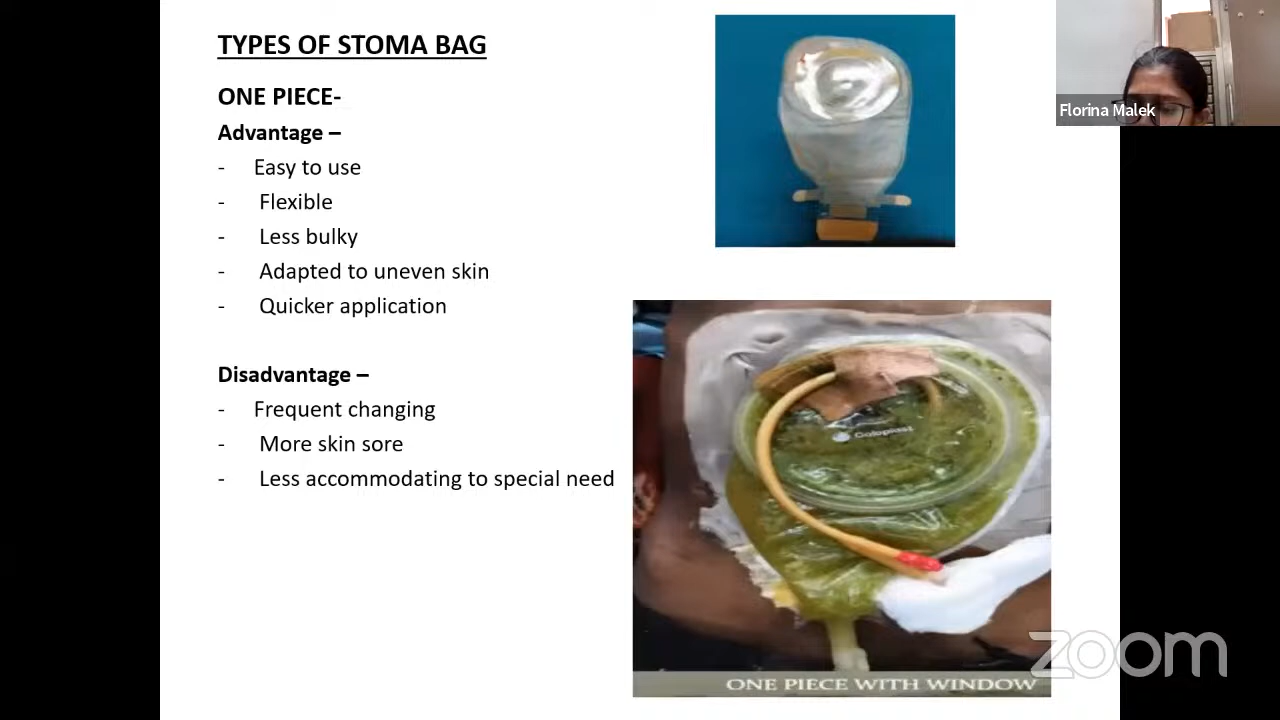 TYPES OF STOMA BAG
ONE PIECE-
Advantage –
- Easy to use
- Flexible
- Less bulky
- Adapted to uneven skin
- Quicker application
Disadvantage –
- Frequent changing
- More skin sore
- Less accommodating to special need
Florina Malek
Coloplast
ONE PIECE WITH WINDOW
zoom